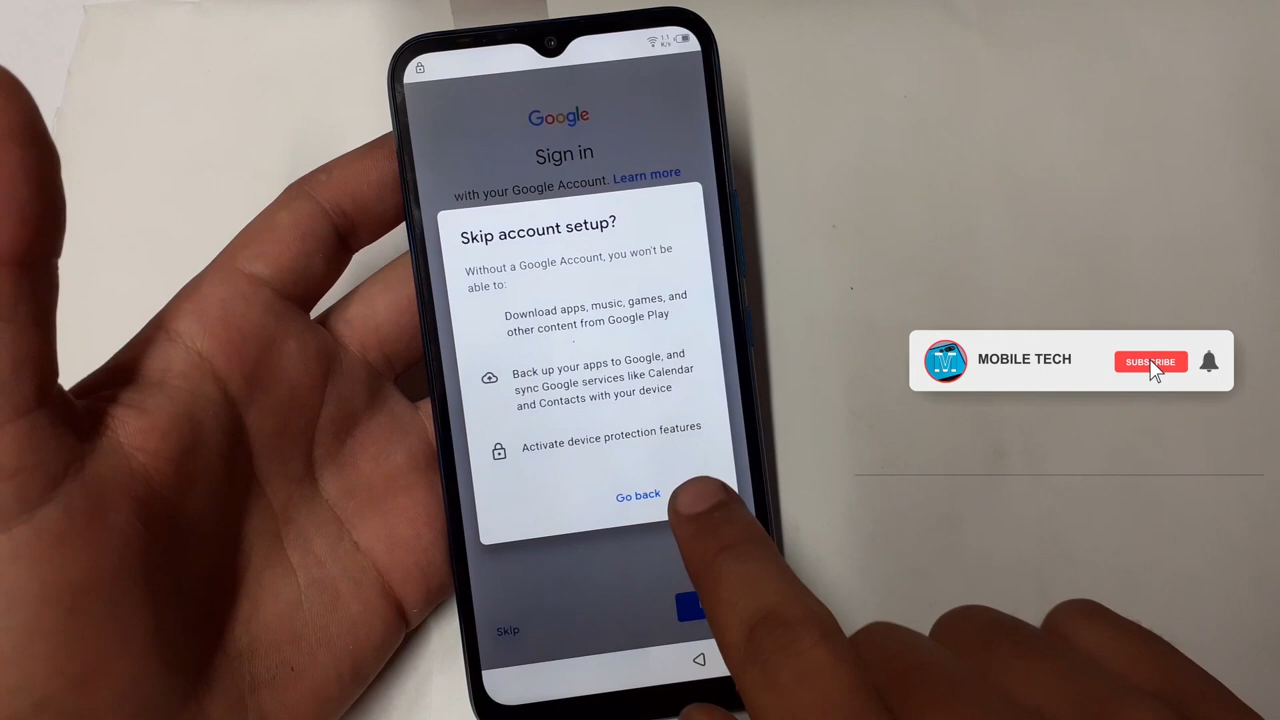 1.1
K/s
Google
Sign in
with your Google Account. Learn more
Skip account setup?
Without a Google Account, you won't be
able to:
Download apps, music, games, and
other content from Google Play
Back up your apps to Google, and
sync Google services like Calendar
and Contacts with your device
Activate device protection features
Go back
Skip
M
MOBILE TECH
SUBSCRIBE